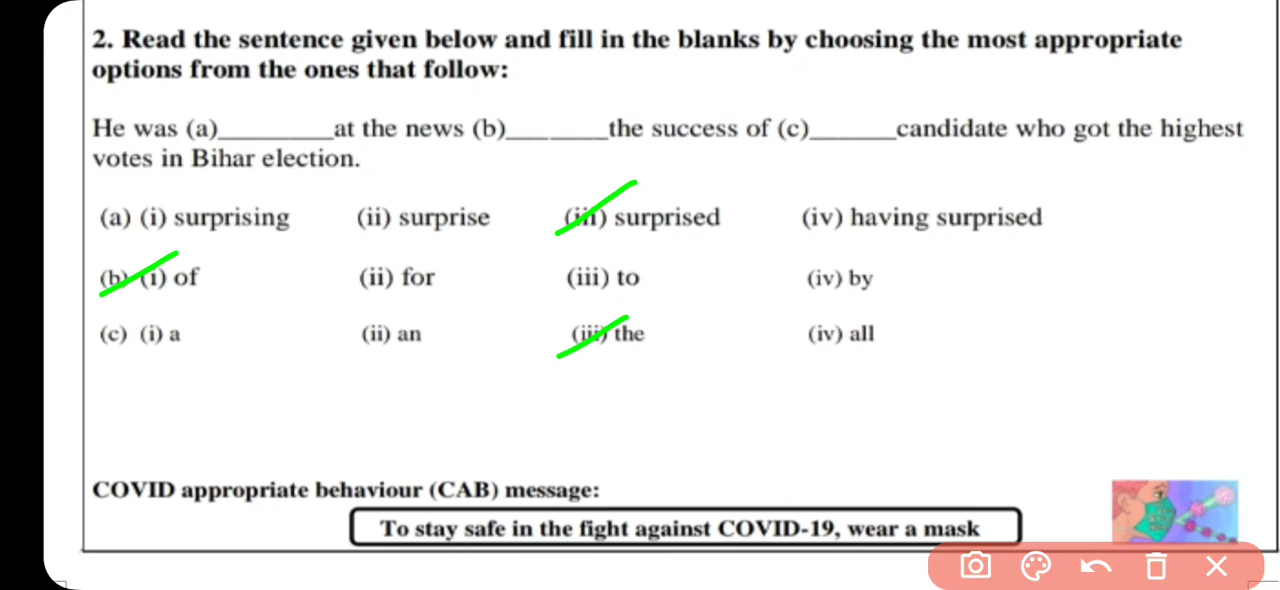 2. Read the sentence given below and fill in the blanks by choosing the most appropriate
options from the ones that follow:
He was (a)_________at the news (b)________the success of (c)______candidate who got the highest
votes in Bihar election.
(a) (i) surprising (ii) surprise (iii) surprised (iv) having surprised
(b) (i) of (ii) for (iii) to (iv) by
(c) (i) a (ii) an (iii) the (iv) all
COVID appropriate behaviour (CAB) message:
To stay safe in the fight against COVID-19, wear a mask